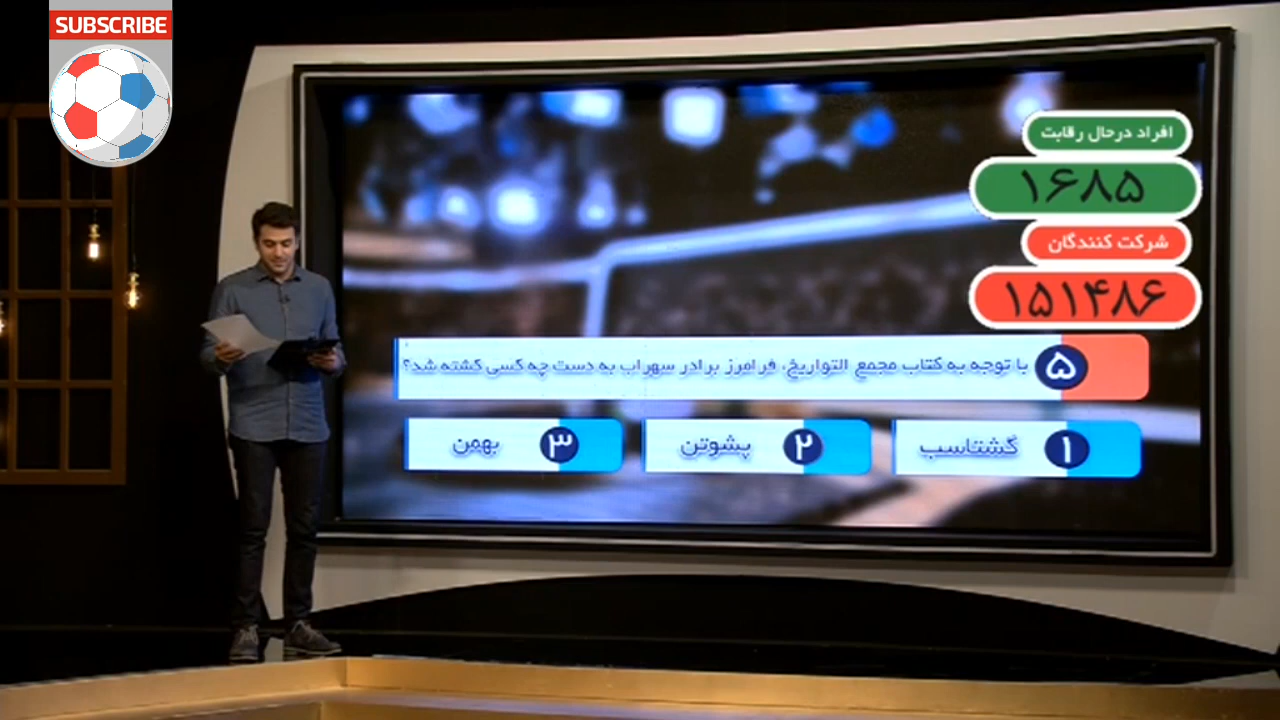 SUBSCRIBE
افراد درحال رقابت
۱۶۸۵
شرکت کنندگان
۱۵۱۴۸۶
۵ با توجه به کتاب مجمع التواریخ، فرامرز برادر سهراب به دست چه کسی کشته شد؟
۱ گشتاسب
۲ پشوتن
۳ بهمن